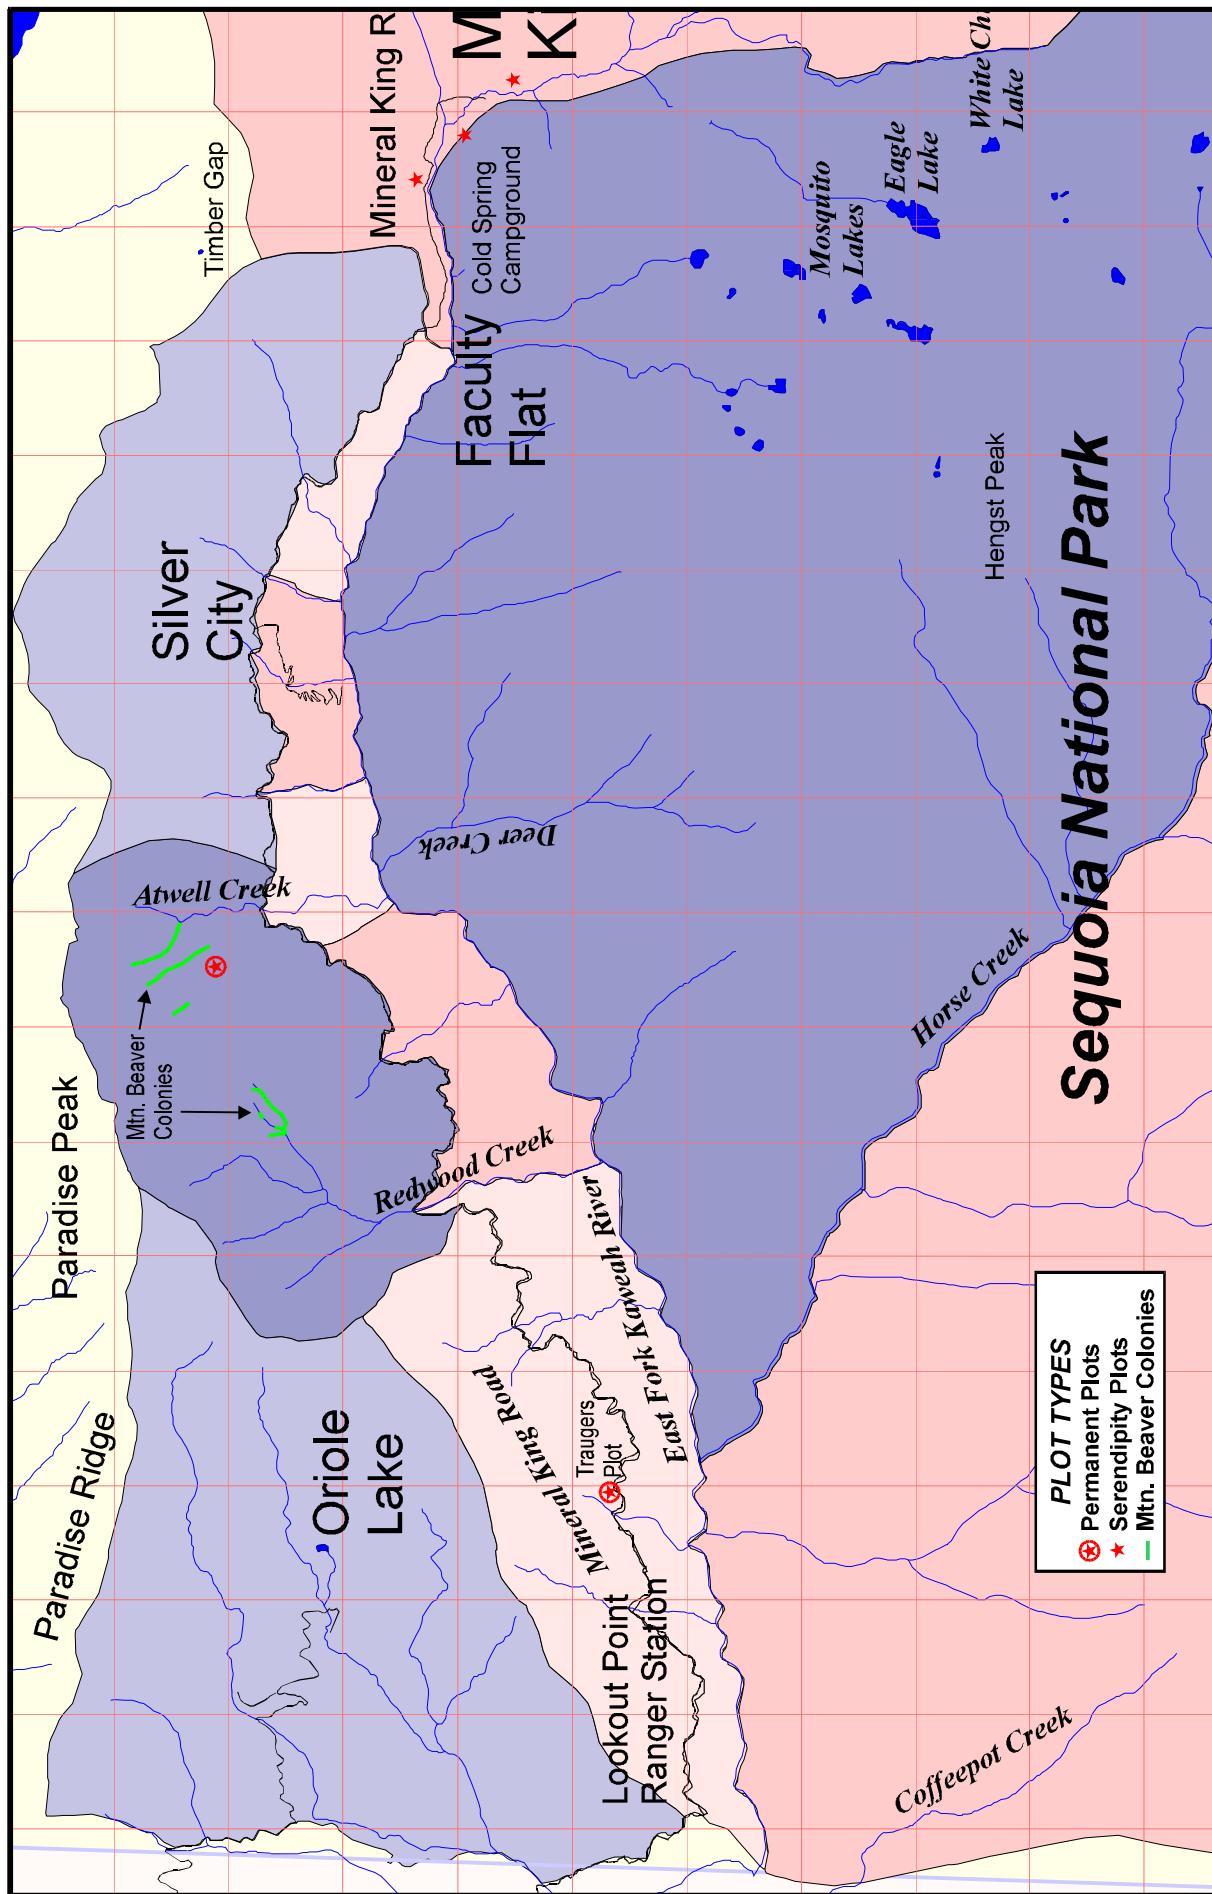 Paradise Ridge
Paradise Peak
Timber Gap
Mtn. Beaver
Colonies
Atwell Creek
Silver
City
Mineral King R
M
Ki
Oriole
Lake
Redwood Creek
Deer Creek
Faculty
Flat
Cold Spring
Campground
Mineral King Road
Traugers
Plot
East Fork Kaweah River
Lookout Point
Ranger Station
Mosquito
Lakes
Eagle
Lake
White Ch
Lake
Hengst Peak
Horse Creek
Sequoia National Park
Coffeepot Creek
PLOT TYPES
Permanent Plots
Serendipity Plots
Mtn. Beaver Colonies